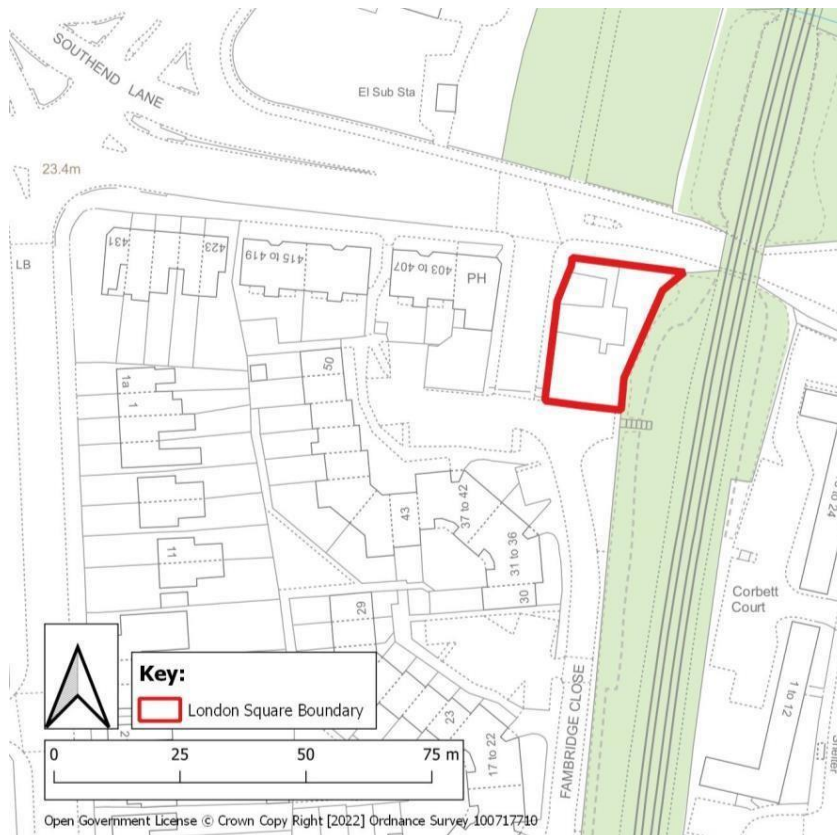 SOUTHEND LANE
El Sub Sta
23.4m
LB
431
423
415 to 419
403 to 407
PH
50
1a
1
11
43
37 to 42
31 to 36
30
29
Corbett
Court
24
1 to 12
Shelter
23
17 to 22
FAMBRIDGE CLOSE
2
Key:
London Square Boundary
0
25
50
75 m
Open Government License © Crown Copy Right [2022] Ordnance Survey 100717710